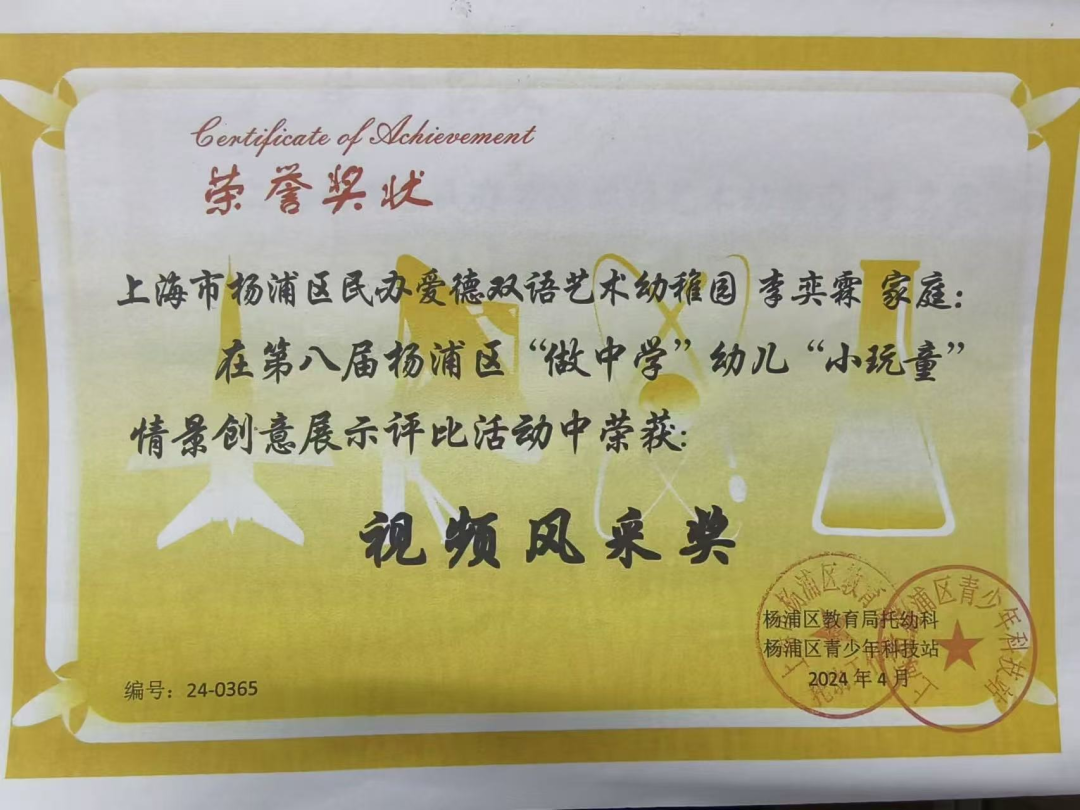 Certificate of Achievement
荣誉奖状
上海市杨浦区民办爱德双语艺术幼稚园 李奕霖 家庭：
在第八届杨浦区“做中学”幼儿“小玩童”
情景创意展示评比活动中荣获：
视频风采奖
杨浦区教育局托幼科
杨浦区青少年科技站
2024年4月
编号：24-0365